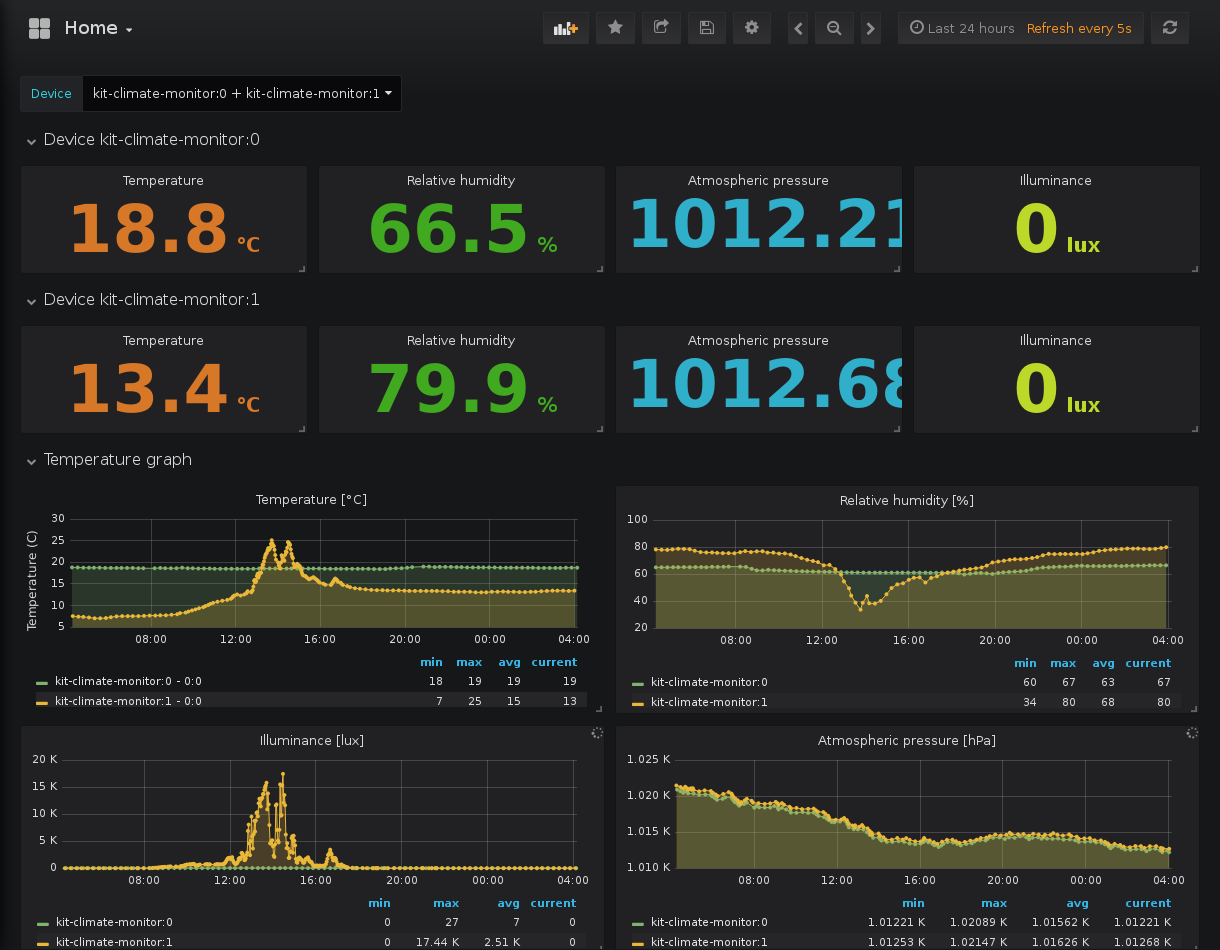 Home
Last 24 hours Refresh every 5s
Device kit-climate-monitor:0 + kit-climate-monitor:1
Device kit-climate-monitor:0
Temperature Relative humidity Atmospheric pressure Illuminance
18.8 °C 66.5 % 1012.21 0 lux
Device kit-climate-monitor:1
Temperature Relative humidity Atmospheric pressure Illuminance
13.4 °C 79.9 % 1012.68 0 lux
Temperature graph
Temperature [°C]
Temperature (C)
30
25
20
15
10
5
08:00 12:00 16:00 20:00 00:00 04:00
min max avg current
kit-climate-monitor:0 - 0:0 18 19 19 19
kit-climate-monitor:1 - 0:0 7 25 15 13
Relative humidity [%]
100
80
60
40
20
08:00 12:00 16:00 20:00 00:00 04:00
min max avg current
kit-climate-monitor:0 60 67 63 67
kit-climate-monitor:1 34 80 68 80
Illuminance [lux]
20 K
15 K
10 K
5 K
0
08:00 12:00 16:00 20:00 00:00 04:00
min max avg current
kit-climate-monitor:0 0 27 7 0
kit-climate-monitor:1 0 17.44 K 2.51 K 0
Atmospheric pressure [hPa]
1.025 K
1.020 K
1.015 K
1.010 K
08:00 12:00 16:00 20:00 00:00 04:00
min max avg current
kit-climate-monitor:0 1.01221 K 1.02089 K 1.01562 K 1.01221 K
kit-climate-monitor:1 1.01253 K 1.02147 K 1.01626 K 1.01268 K